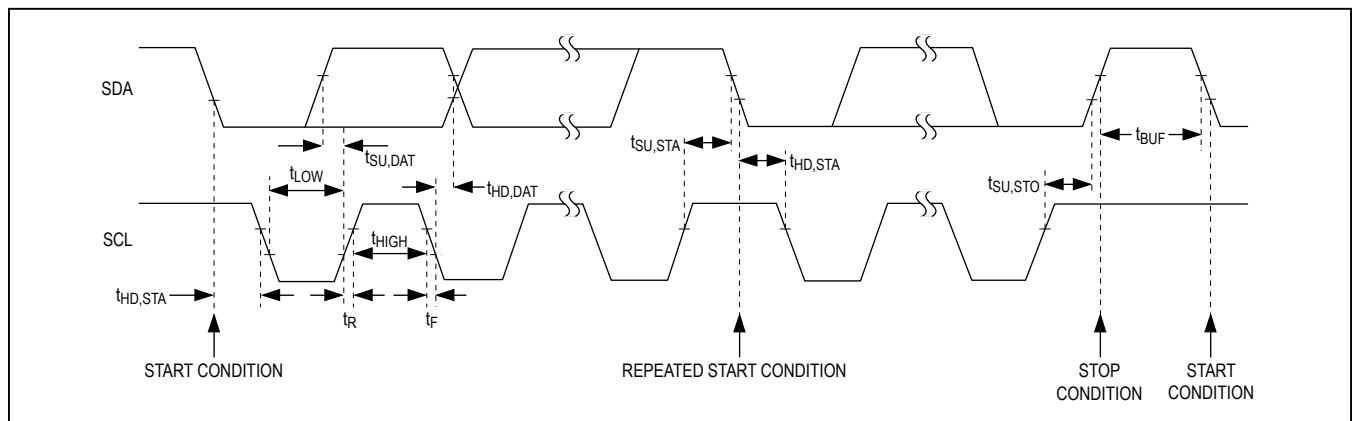 SDA
tSU,DAT
tLOW
tHD,DAT
tSU,STA
tHD,STA
tBUF
tSU,STO
SCL
tHIGH
tHD,STA
tR
tF
START CONDITION
REPEATED START CONDITION
STOP
CONDITION
START
CONDITION